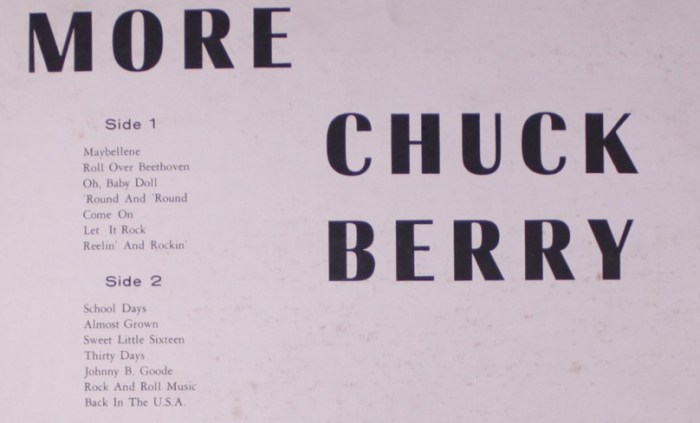 MORE
CHUCK
BERRY
Side 1
Maybellene
Roll Over Beethoven
Oh, Baby Doll
'Round And 'Round
Come On
Let It Rock
Reelin' And Rockin'
Side 2
School Days
Almost Grown
Sweet Little Sixteen
Thirty Days
Johnny B. Goode
Rock And Roll Music
Back In The U.S.A.